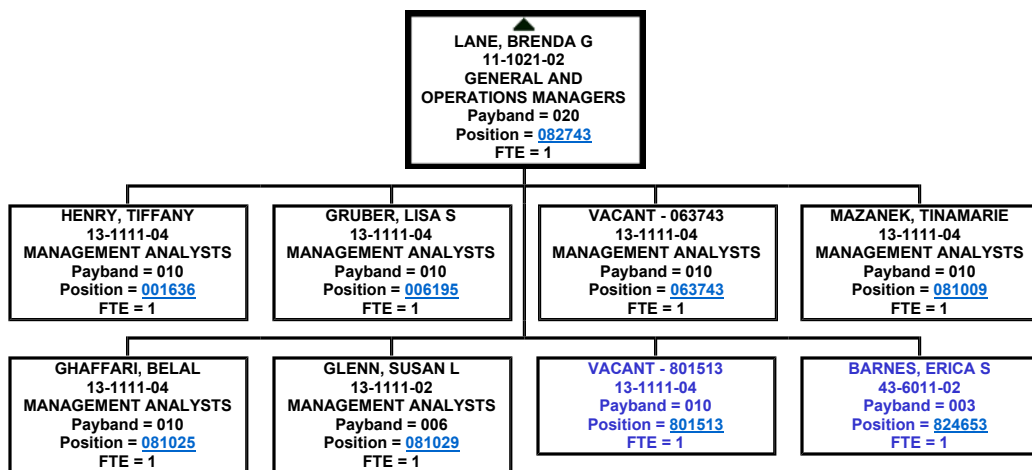 LANE, BRENDA G
11-1021-02
GENERAL AND
OPERATIONS MANAGERS
Payband = 020
Position = 082743
FTE = 1
HENRY, TIFFANY
13-1111-04
MANAGEMENT ANALYSTS
Payband = 010
Position = 001636
FTE = 1
GRUBER, LISA S
13-1111-04
MANAGEMENT ANALYSTS
Payband = 010
Position = 006195
FTE = 1
VACANT - 063743
13-1111-04
MANAGEMENT ANALYSTS
Payband = 010
Position = 063743
FTE = 1
MAZANEK, TINAMARIE
13-1111-04
MANAGEMENT ANALYSTS
Payband = 010
Position = 081009
FTE = 1
GHAFFARI, BELAL
13-1111-04
MANAGEMENT ANALYSTS
Payband = 010
Position = 081025
FTE = 1
GLENN, SUSAN L
13-1111-02
MANAGEMENT ANALYSTS
Payband = 006
Position = 081029
FTE = 1
VACANT - 801513
13-1111-04
Payband = 010
Position = 801513
FTE = 1
BARNES, ERICA S
43-6011-02
Payband = 003
Position = 824653
FTE = 1